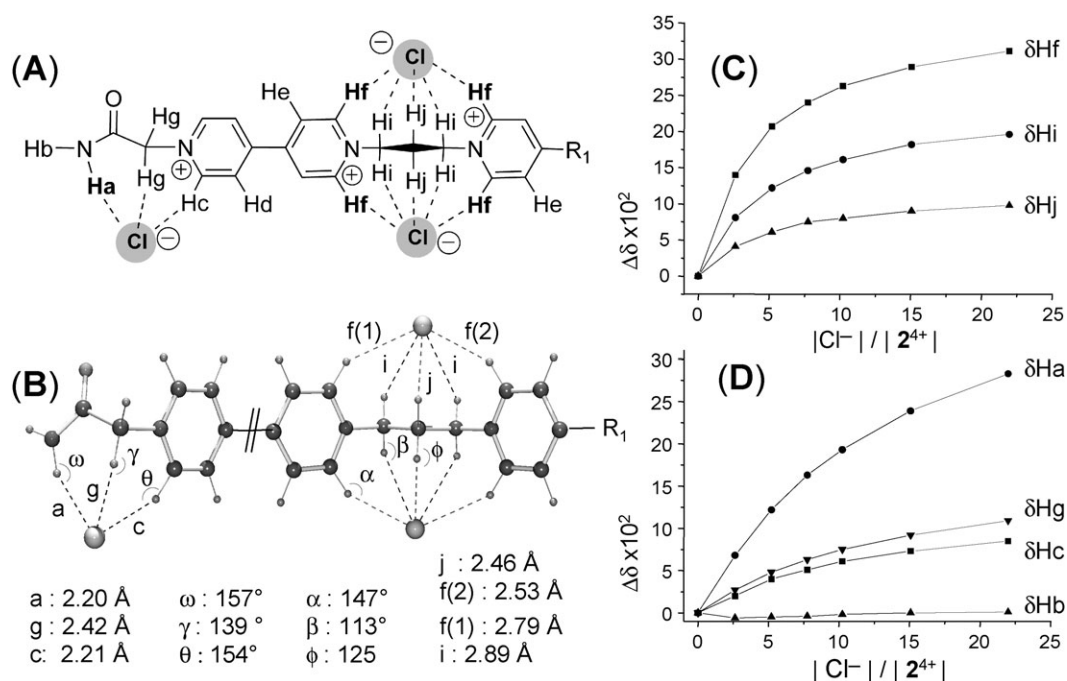 (A)
O
Hb
N
Ha
Hg
Hg
N
⊕
Hc
Hd
He
Hf
⊕
Hf
N
⊖
Cl
Hi
Hj
Hi
Hi
Hj
Hi
Cl
⊖
Hf
⊕
N
Hf
R1
He
Cl
⊖
(B)
f(1)
f(2)
i
j
i
R1
ω
γ
θ
β
ϕ
α
a
g
c
j : 2.46 Å
a : 2.20 Å ω : 157° α : 147° f(2) : 2.53 Å
g : 2.42 Å γ : 139 ° β : 113° f(1) : 2.79 Å
c: 2.21 Å θ : 154° ϕ : 125 i : 2.89 Å
(C)
Δδ x10²
35
30
25
20
15
10
5
0
0 5 10 15 20 25
|Cl⁻| / | 2⁴⁺|
δHf
δHi
δHj
(D)
Δδ x10²
30
25
20
15
10
5
0
0 5 10 15 20 25
| Cl⁻ | / | 2⁴⁺|
δHa
δHg
δHc
δHb